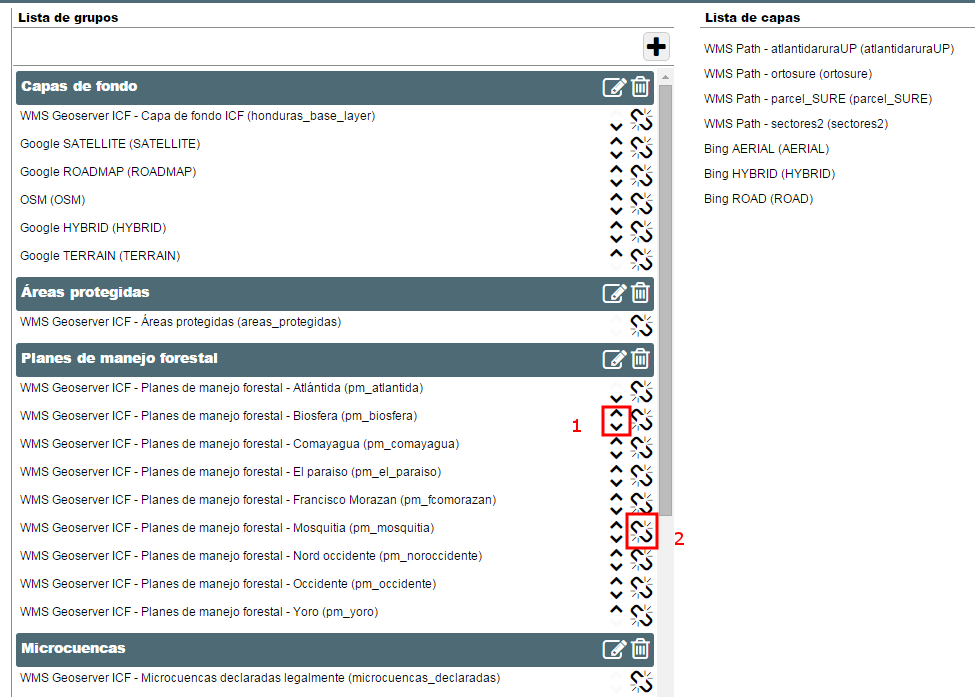 Lista de grupos
Capas de fondo
WMS Geoserver ICF - Capa de fondo ICF (honduras_base_layer)
Google SATELLITE (SATELLITE)
Google ROADMAP (ROADMAP)
OSM (OSM)
Google HYBRID (HYBRID)
Google TERRAIN (TERRAIN)
Áreas protegidas
WMS Geoserver ICF - Áreas protegidas (areas_protegidas)
Planes de manejo forestal
WMS Geoserver ICF - Planes de manejo forestal - Atlántida (pm_atlantida)
WMS Geoserver ICF - Planes de manejo forestal - Biosfera (pm_biosfera)
1
WMS Geoserver ICF - Planes de manejo forestal - Comayagua (pm_comayagua)
WMS Geoserver ICF - Planes de manejo forestal - El paraiso (pm_el_paraiso)
WMS Geoserver ICF - Planes de manejo forestal - Francisco Morazan (pm_fcomorazan)
WMS Geoserver ICF - Planes de manejo forestal - Mosquitia (pm_mosquitia)
2
WMS Geoserver ICF - Planes de manejo forestal - Nord occidente (pm_noroccidente)
WMS Geoserver ICF - Planes de manejo forestal - Occidente (pm_occidente)
WMS Geoserver ICF - Planes de manejo forestal - Yoro (pm_yoro)
Microcuencas
WMS Geoserver ICF - Microcuencas declaradas legalmente (microcuencas_declaradas)
Lista de capas
WMS Path - atlantidaruraUP (atlantidaruraUP)
WMS Path - ortosure (ortosure)
WMS Path - parcel_SURE (parcel_SURE)
WMS Path - sectores2 (sectores2)
Bing AERIAL (AERIAL)
Bing HYBRID (HYBRID)
Bing ROAD (ROAD)